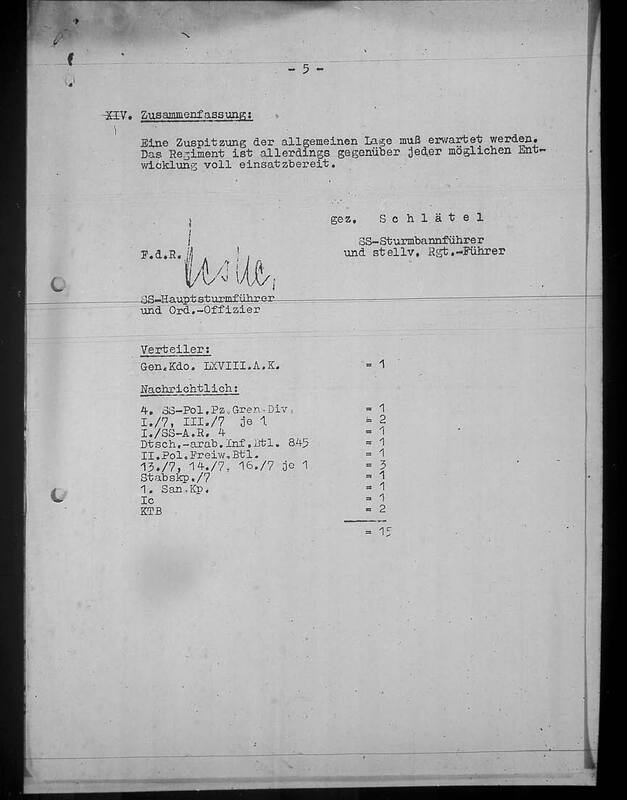 - 5 -
XIV. Zusammenfassung:
Eine Zuspitzung der allgemeinen Lage muß erwartet werden.
Das Regiment ist allerdings gegenüber jeder möglichen Ent-
wicklung voll einsatzbereit.
gez. Schlätel
SS-Sturmbannführer
und stellv. Rgt.-Führer
F.d.R.
SS-Hauptsturmführer
und Ord.-Offizier
Verteiler:
Gen.Kdo. LXVIII.A.K. = 1
Nachrichtlich:
4. SS-Pol.Pz.Gren.Div. = 1
I./7, III./7 je 1 = 2
I./SS-A.R. 4 = 1
Dtsch.-arab.Inf.Btl. 845 = 1
II.Pol.Freiw.Btl. = 1
13./7, 14./7, 16./7 je 1 = 3
Stabskp./7 = 1
1. San.Kp. = 1
Ic = 1
KTB = 2
= 15